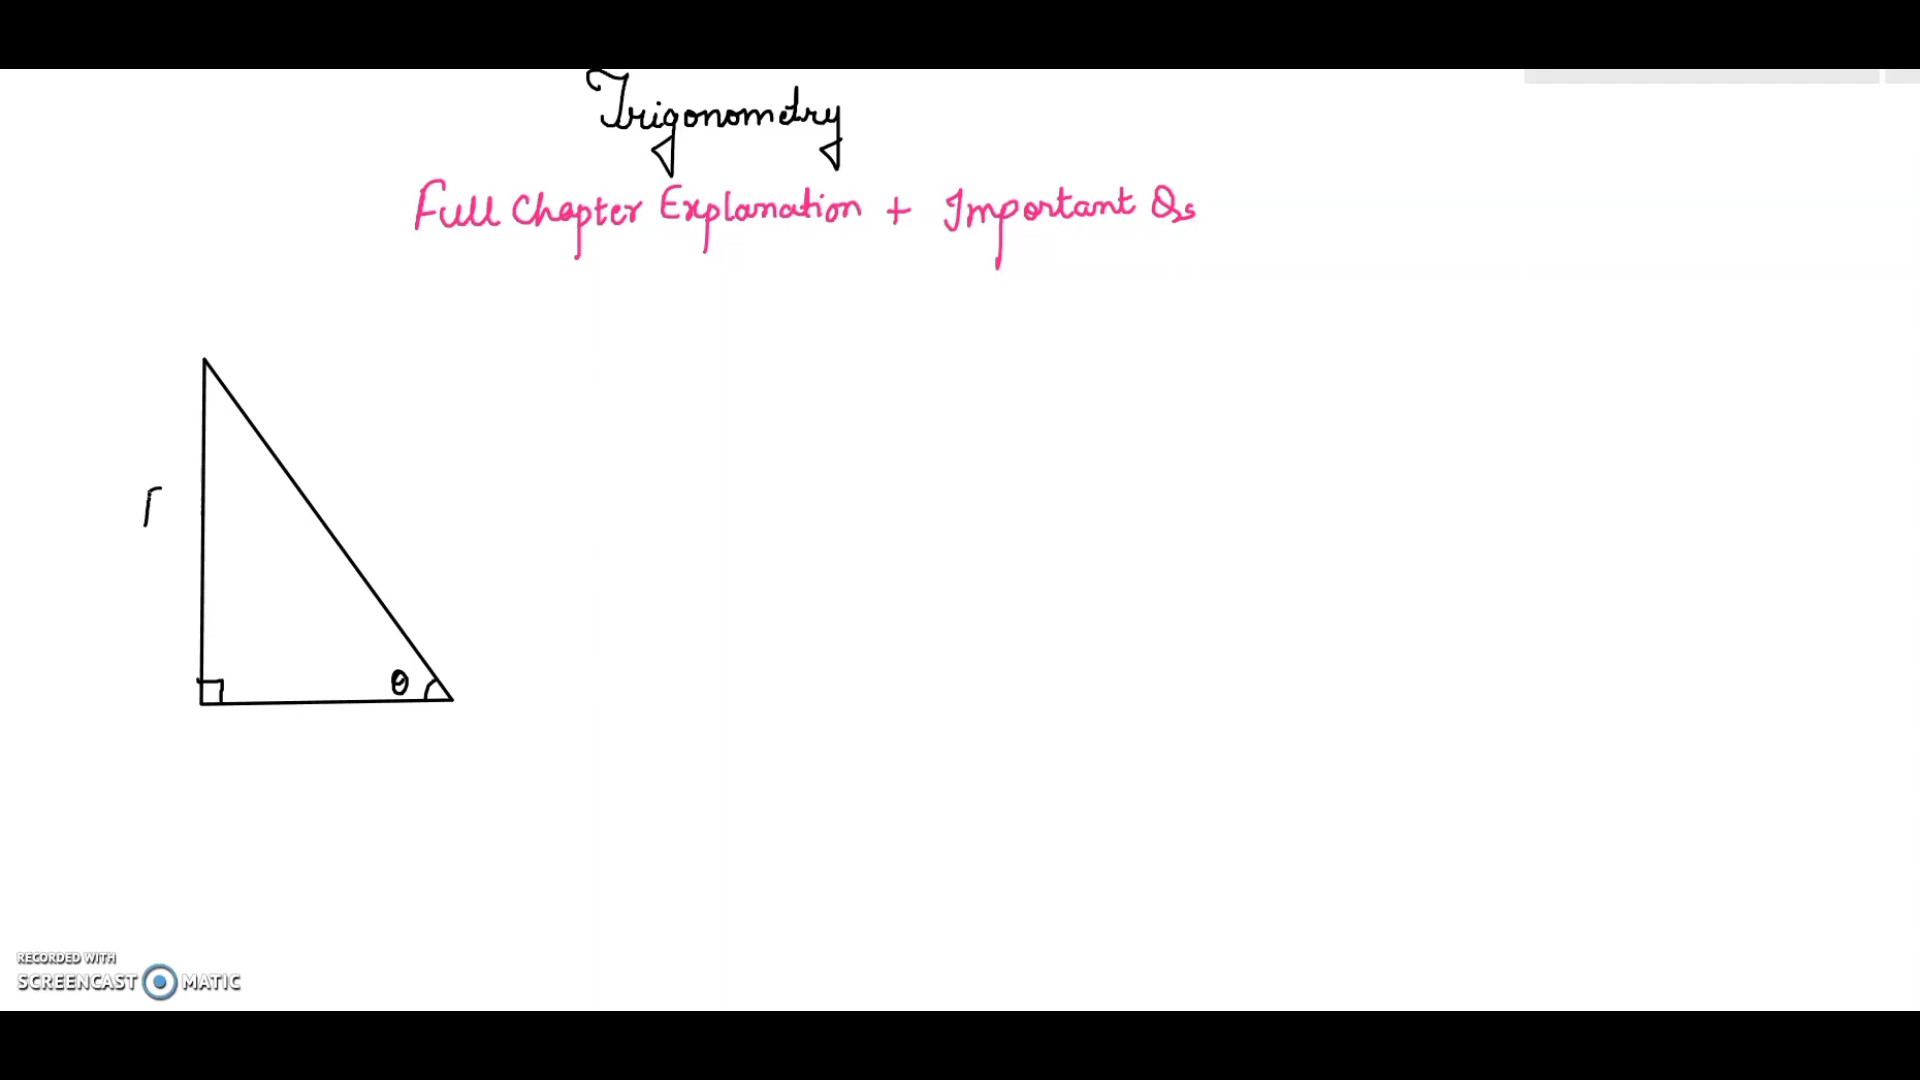 Trigonometry
Full Chapter Explanation + Important Qs
θ
RECORDED WITH
SCREENCAST MATIC